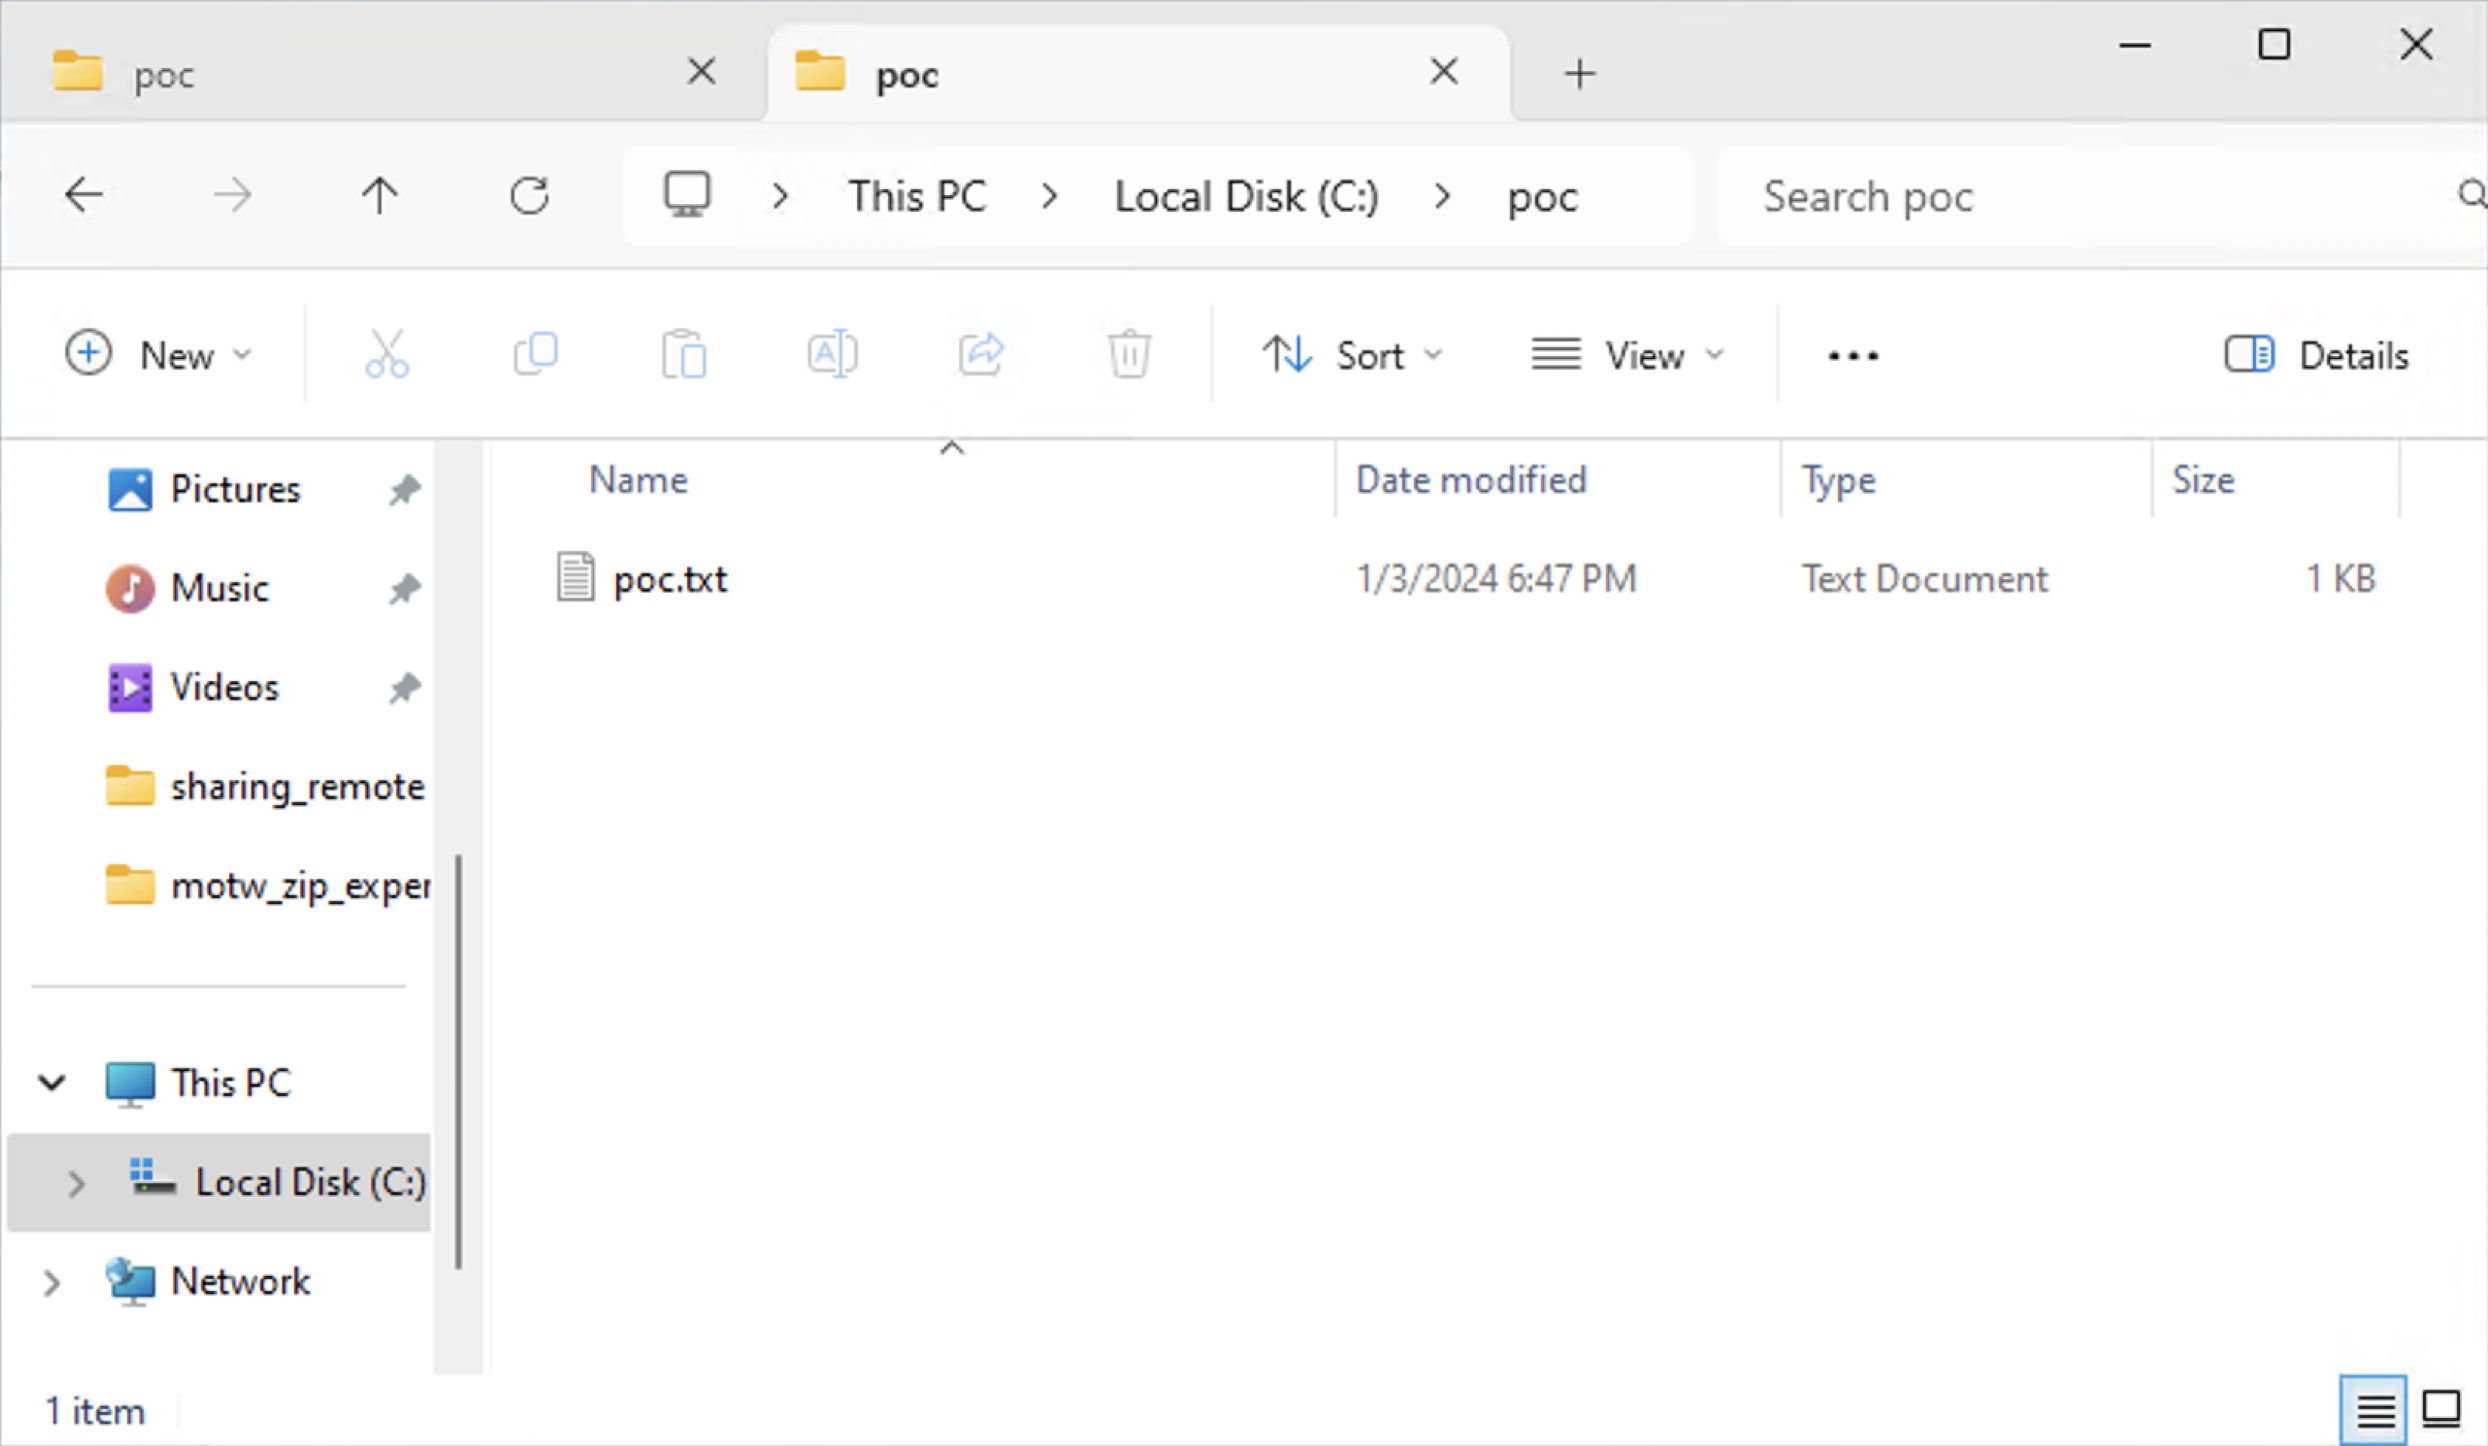 poc poc
This PC Local Disk (C:) poc Search poc
New Sort View Details
Name Date modified Type Size
poc.txt 1/3/2024 6:47 PM Text Document 1 KB
Pictures
Music
Videos
sharing_remote
motw_zip_exper
This PC
Local Disk (C:)
Network
1 item